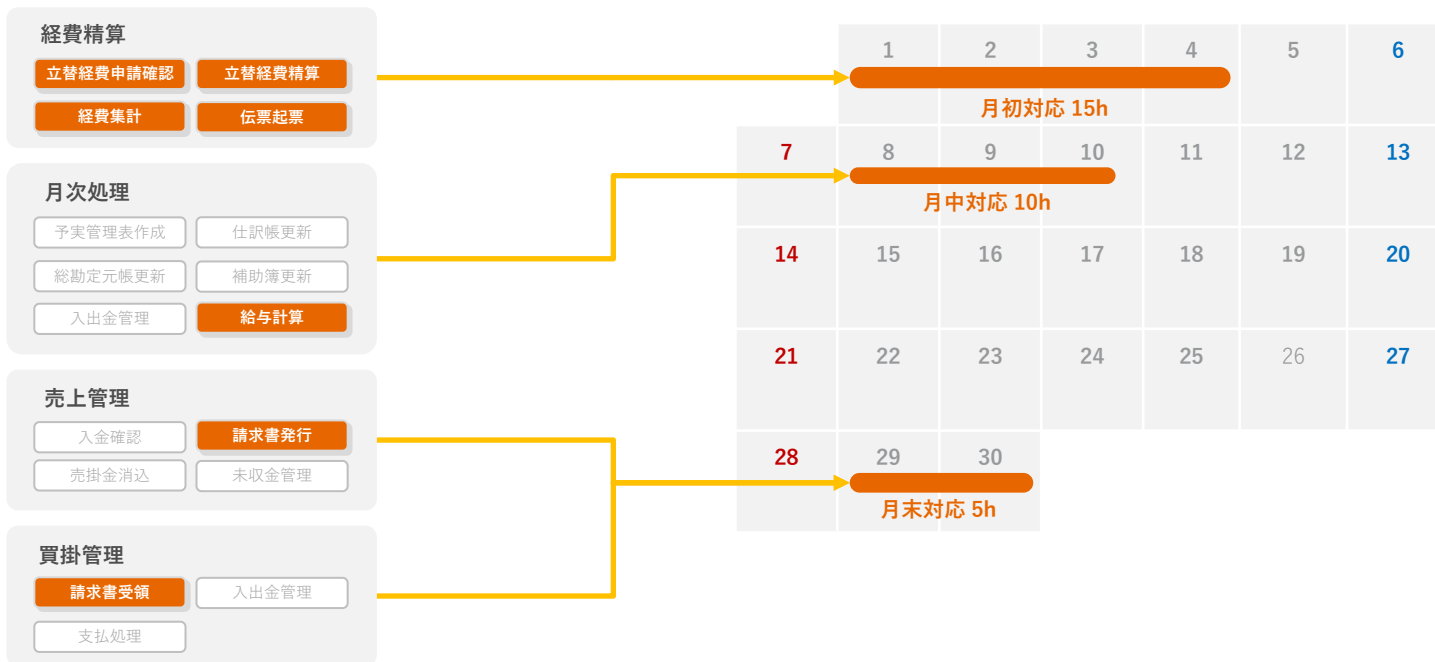 経費精算
立替経費申請確認 立替経費精算
経費集計 伝票起票
月次処理
予実管理表作成 仕訳帳更新
総勘定元帳更新 補助簿更新
入出金管理 給与計算
売上管理
入金確認 請求書発行
売掛金消込 未収金管理
買掛管理
請求書受領 入出金管理
支払処理
1 2 3 4 5 6
月初対応 15h
7 8 9 10 11 12 13
月中対応 10h
14 15 16 17 18 19 20
21 22 23 24 25 26 27
28 29 30
月末対応 5h